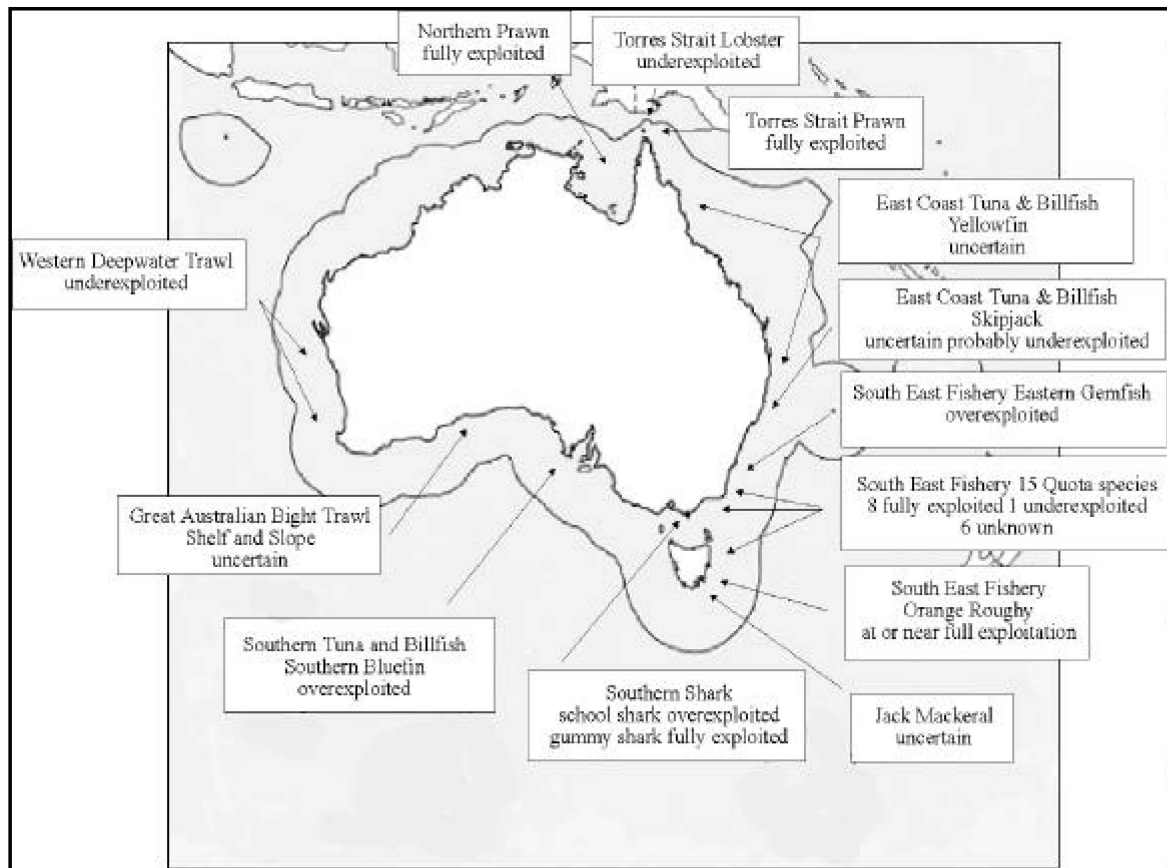 Northern Prawn
fully exploited
Torres Strait Lobster
underexploited
Torres Strait Prawn
fully exploited
East Coast Tuna & Billfish
Yellowfin
uncertain
Western Deepwater Trawl
underexploited
East Coast Tuna & Billfish
Skipjack
uncertain probably underexploited
South East Fishery Eastern Gemfish
overexploited
South East Fishery 15 Quota species
8 fully exploited 1 underexploited
6 unknown
Great Australian Bight Trawl
Shelf and Slope
uncertain
South East Fishery
Orange Roughy
at or near full exploitation
Southern Tuna and Billfish
Southern Bluefin
overexploited
Southern Shark
school shark overexploited
gummy shark fully exploited
Jack Mackeral
uncertain